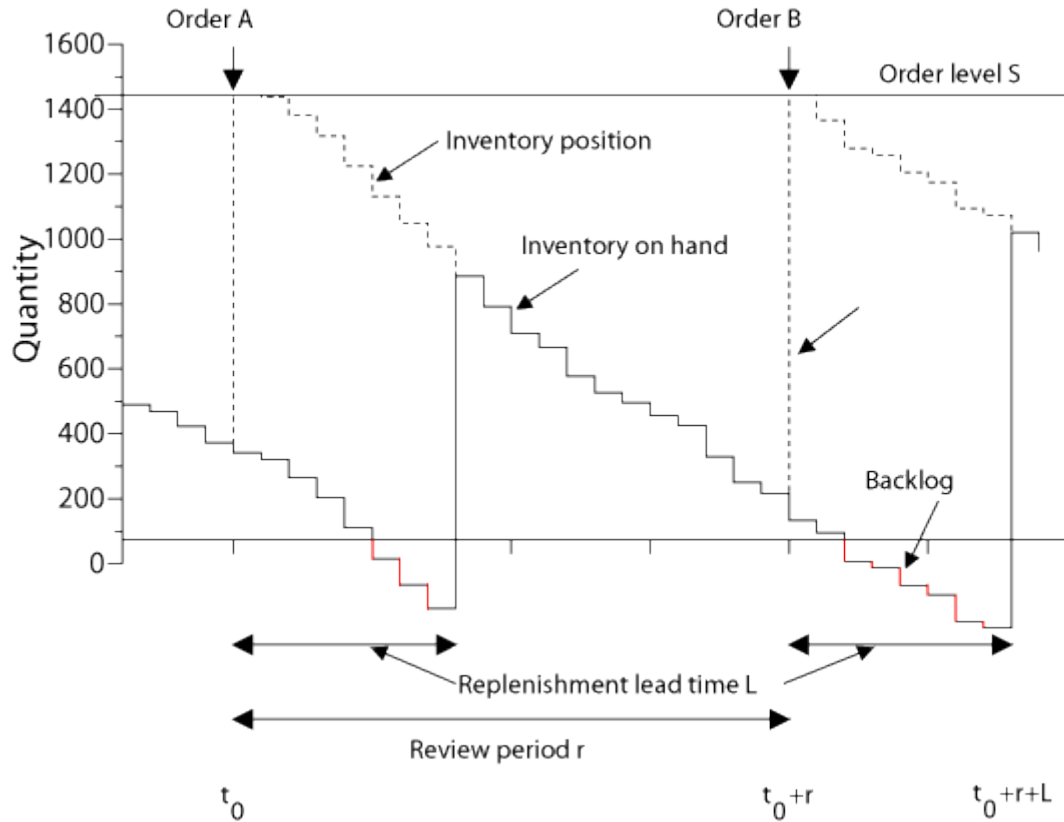 Order A
Order B
1600
Order level S
1400
Inventory position
1200
1000
Inventory on hand
Quantity
800
600
400
Backlog
200
0
Replenishment lead time L
Review period r
t0
t0+r
t0+r+L